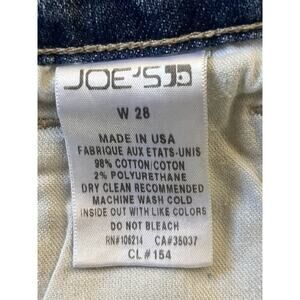 JOE'S
W 28
MADE IN USA
FABRIQUE AUX ETATS-UNIS
98% COTTON/COTON
2% POLYURETHANE
DRY CLEAN RECOMMENDED
MACHINE WASH COLD
INSIDE OUT WITH LIKE COLORS
DO NOT BLEACH
RN#106214 CA#35037
CL#154